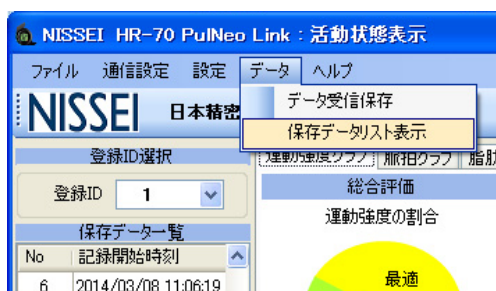 NISSEI HR-70 PulNeo Link : 活動状態表示
ファイル 通信設定 設定 データ ヘルプ
NISSEI 日本精密
データ受信保存
保存データリスト表示
登録ID選択
登録ID 1
保存データ一覧
No 記録開始時刻
6 2014/03/08 11:06:19
運動強度グラフ 脈拍グラフ 脂肪
総合評価
運動強度の割合
最適